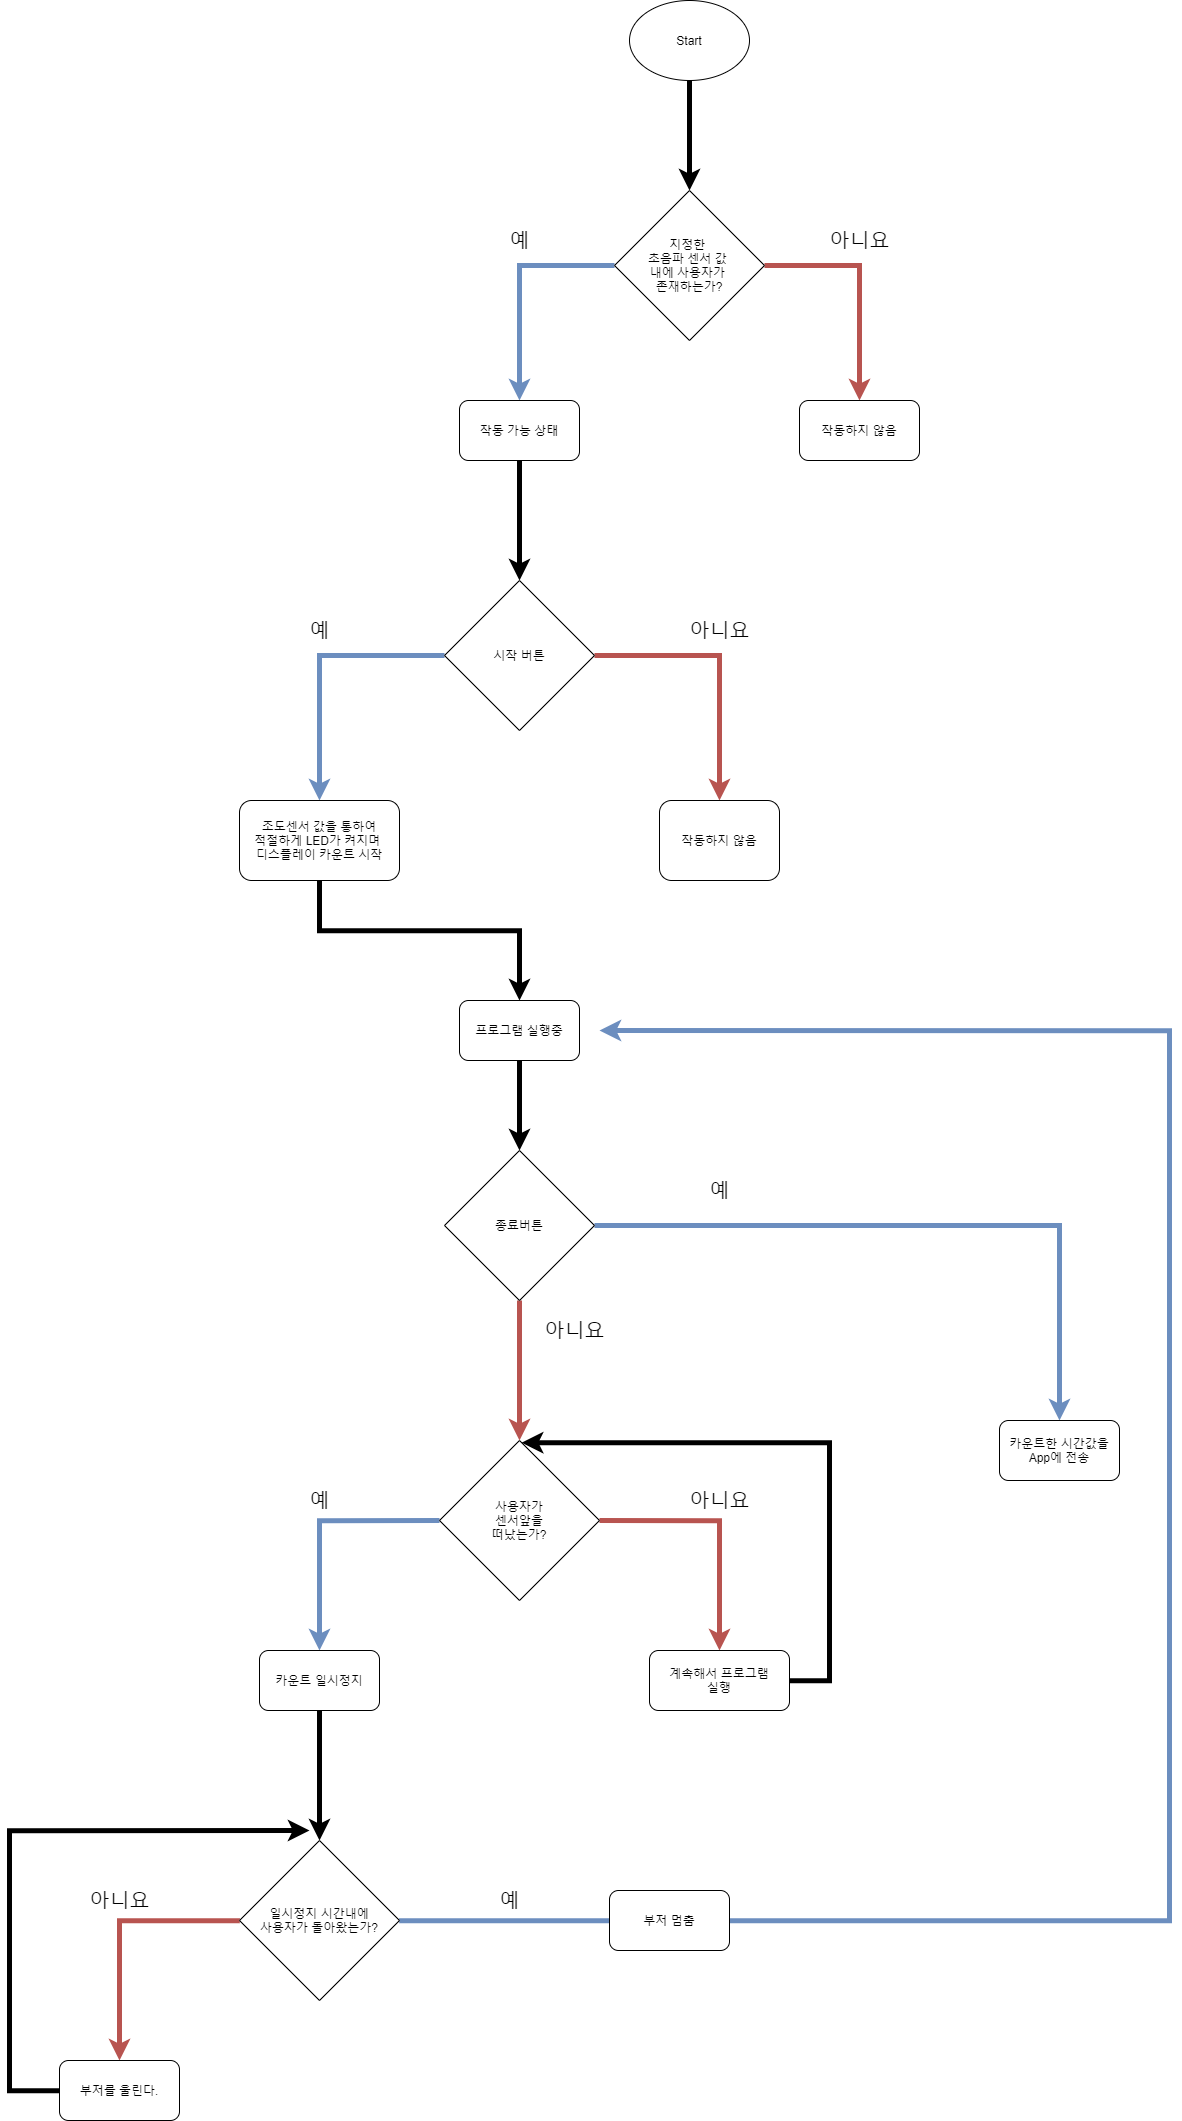 Start
지정한
초음파 센서 값
내에 사용자가
존재하는가?
예
아니요
작동 가능 상태
작동하지 않음
시작 버튼
예
아니요
조도센서 값을 통하여
적절하게 LED가 켜지며
디스플레이 카운트 시작
작동하지 않음
프로그램 실행중
종료버튼
예
아니요
카운트한 시간값을
App에 전송
사용자가
센서앞을
떠났는가?
예
아니요
카운트 일시정지
계속해서 프로그램
실행
일시정지 시간내에
사용자가 돌아왔는가?
아니요
예
부저 멈춤
부저를 울린다.